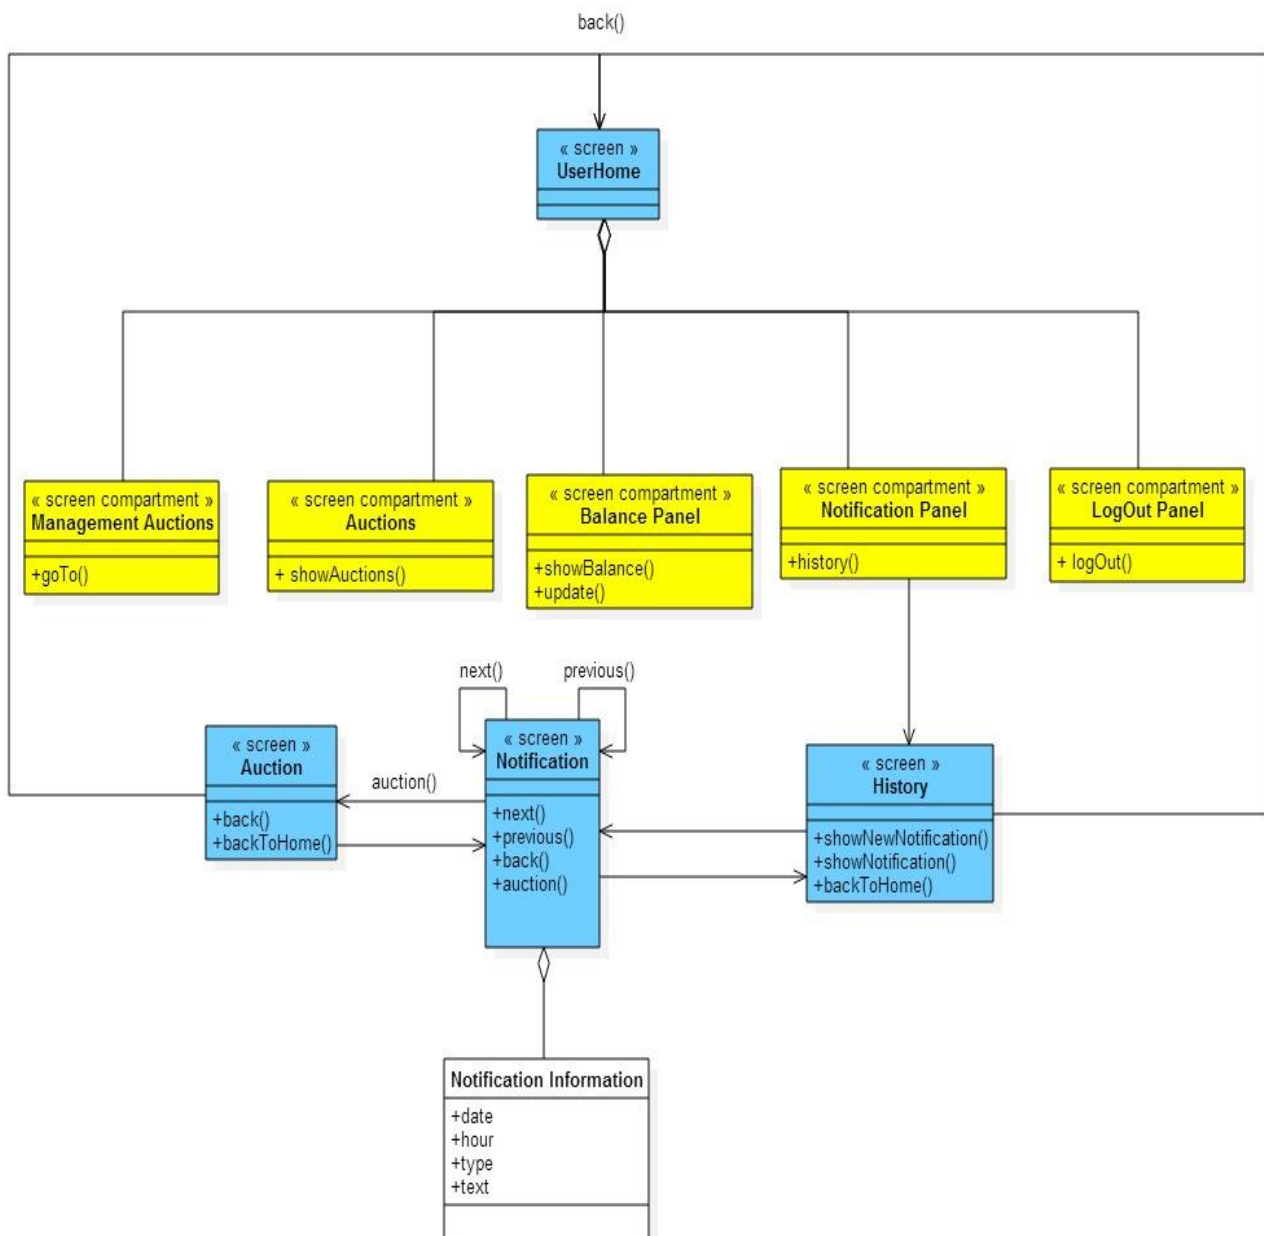 back()
« screen »
UserHome
« screen compartment »
Management Auctions
+goTo()
« screen compartment »
Auctions
+ showAuctions()
« screen compartment »
Balance Panel
+showBalance()
+update()
« screen compartment »
Notification Panel
+history()
« screen compartment »
LogOut Panel
+ logOut()
next()
previous()
« screen »
Auction
+back()
+backToHome()
auction()
« screen »
Notification
+next()
+previous()
+back()
+auction()
« screen »
History
+showNewNotification()
+showNotification()
+backToHome()
Notification Information
+date
+hour
+type
+text